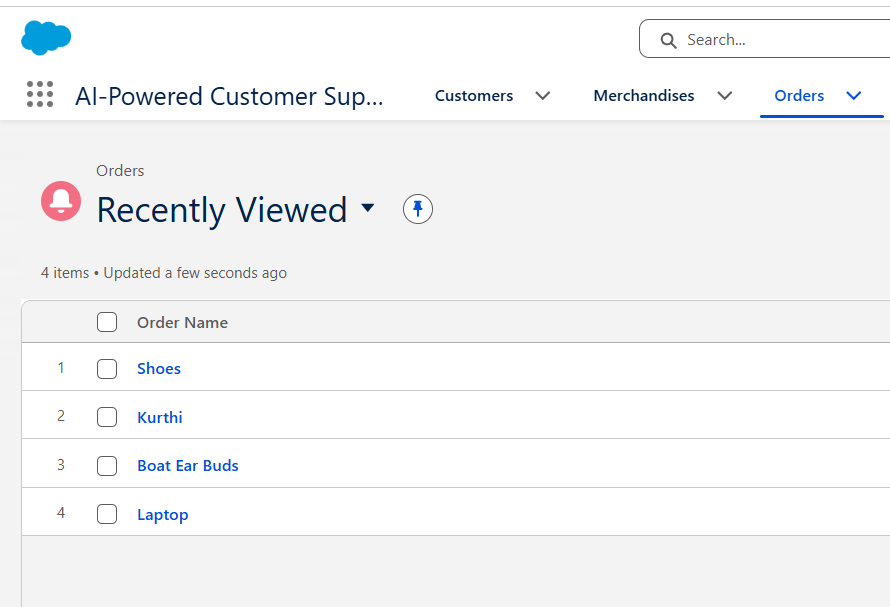 Search...
AI-Powered Customer Sup... Customers Merchandises Orders
Orders
Recently Viewed
4 items • Updated a few seconds ago
Order Name
1 Shoes
2 Kurthi
3 Boat Ear Buds
4 Laptop